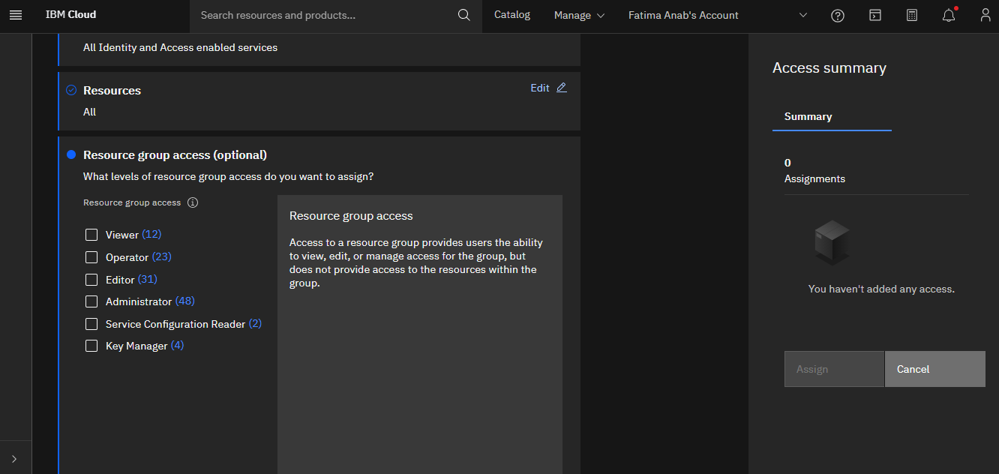 IBM Cloud
Search resources and products...
Catalog
Manage
Fatima Anab's Account
All Identity and Access enabled services
Resources
Edit
All
Resource group access (optional)
What levels of resource group access do you want to assign?
Resource group access
Viewer (12)
Operator (23)
Editor (31)
Administrator (48)
Service Configuration Reader (2)
Key Manager (4)
Resource group access
Access to a resource group provides users the ability
to view, edit, or manage access for the group, but
does not provide access to the resources within the
group.
Access summary
Summary
0
Assignments
You haven't added any access.
Assign
Cancel